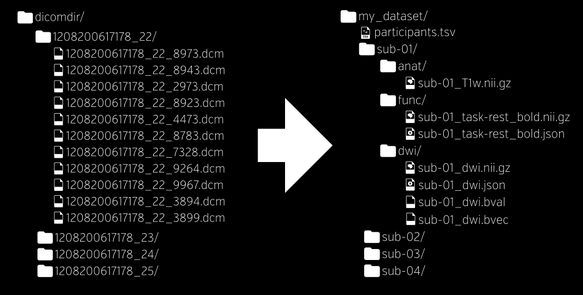 dicomdir/
1208200617178_22/
1208200617178_22_8973.dcm
1208200617178_22_8943.dcm
1208200617178_22_2973.dcm
1208200617178_22_8923.dcm
1208200617178_22_4473.dcm
1208200617178_22_8783.dcm
1208200617178_22_7328.dcm
1208200617178_22_9264.dcm
1208200617178_22_9967.dcm
1208200617178_22_3894.dcm
1208200617178_22_3899.dcm
1208200617178_23/
1208200617178_24/
1208200617178_25/
my_dataset/
participants.tsv
sub-01/
anat/
sub-01_T1w.nii.gz
func/
sub-01_task-rest_bold.nii.gz
sub-01_task-rest_bold.json
dwi/
sub-01_dwi.nii.gz
sub-01_dwi.json
sub-01_dwi.bval
sub-01_dwi.bvec
sub-02/
sub-03/
sub-04/